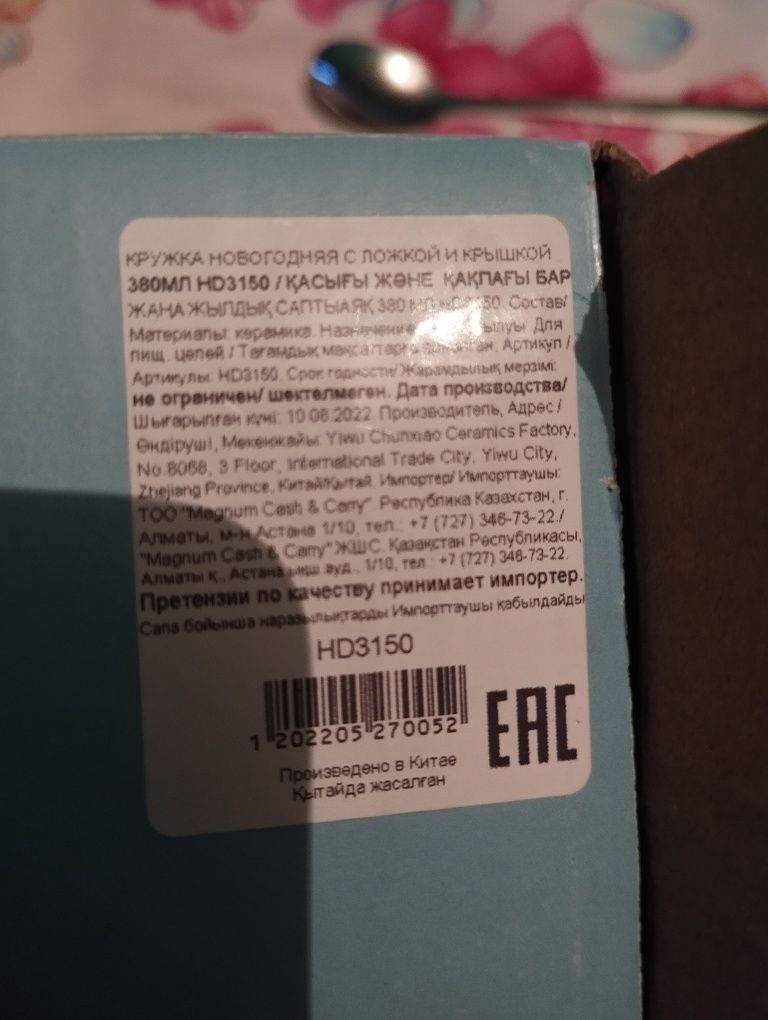 КРУЖКА НОВОГОДНЯЯ С ЛОЖКОЙ И КРЫШКОЙ
380МЛ HD3150 / ҚАСЫҒЫ ЖӘНЕ ҚАҚПАҒЫ БАР
ЖАҢА ЖЫЛДЫҚ САПТЫАЯҚ 380 МЛ HD3150. Состав/
Материалы: керамика. Назначение Для
пищ. целей / Тағамдық мақсаттарға арналған. Артикул /
Артикулы: HD3150. Срок годности/ Жарамдылық мерзімі:
не ограничен/ шектелмеген. Дата производства/
Шығарылған күні: 10.08.2022. Производитель, Адрес /
Өндіруші, Мекенжайы: Yiwu Chunxiao Ceramics Factory,
No.8068, 3 Floor, International Trade City, Yiwu City,
Zhejiang Province, Китай/Қытай. Импортер/ Импорттаушы:
ТОО "Magnum Cash & Carry" Республика Казахстан, г.
Алматы, м-н Астана 1/10, тел.: +7 (727) 346-73-22./
"Magnum Cash & Carry" ЖШС. Қазақстан Республикасы,
Алматы қ., Астана ықш ауд., 1/10, тел.: +7 (727) 346-73-22.
Претензии по качеству принимает импортер.
Сапа бойынша наразылықтарды Импорттаушы қабылдайды
HD3150
1 202205 270052
EAC
Произведено в Китае
Қытайда жасалған